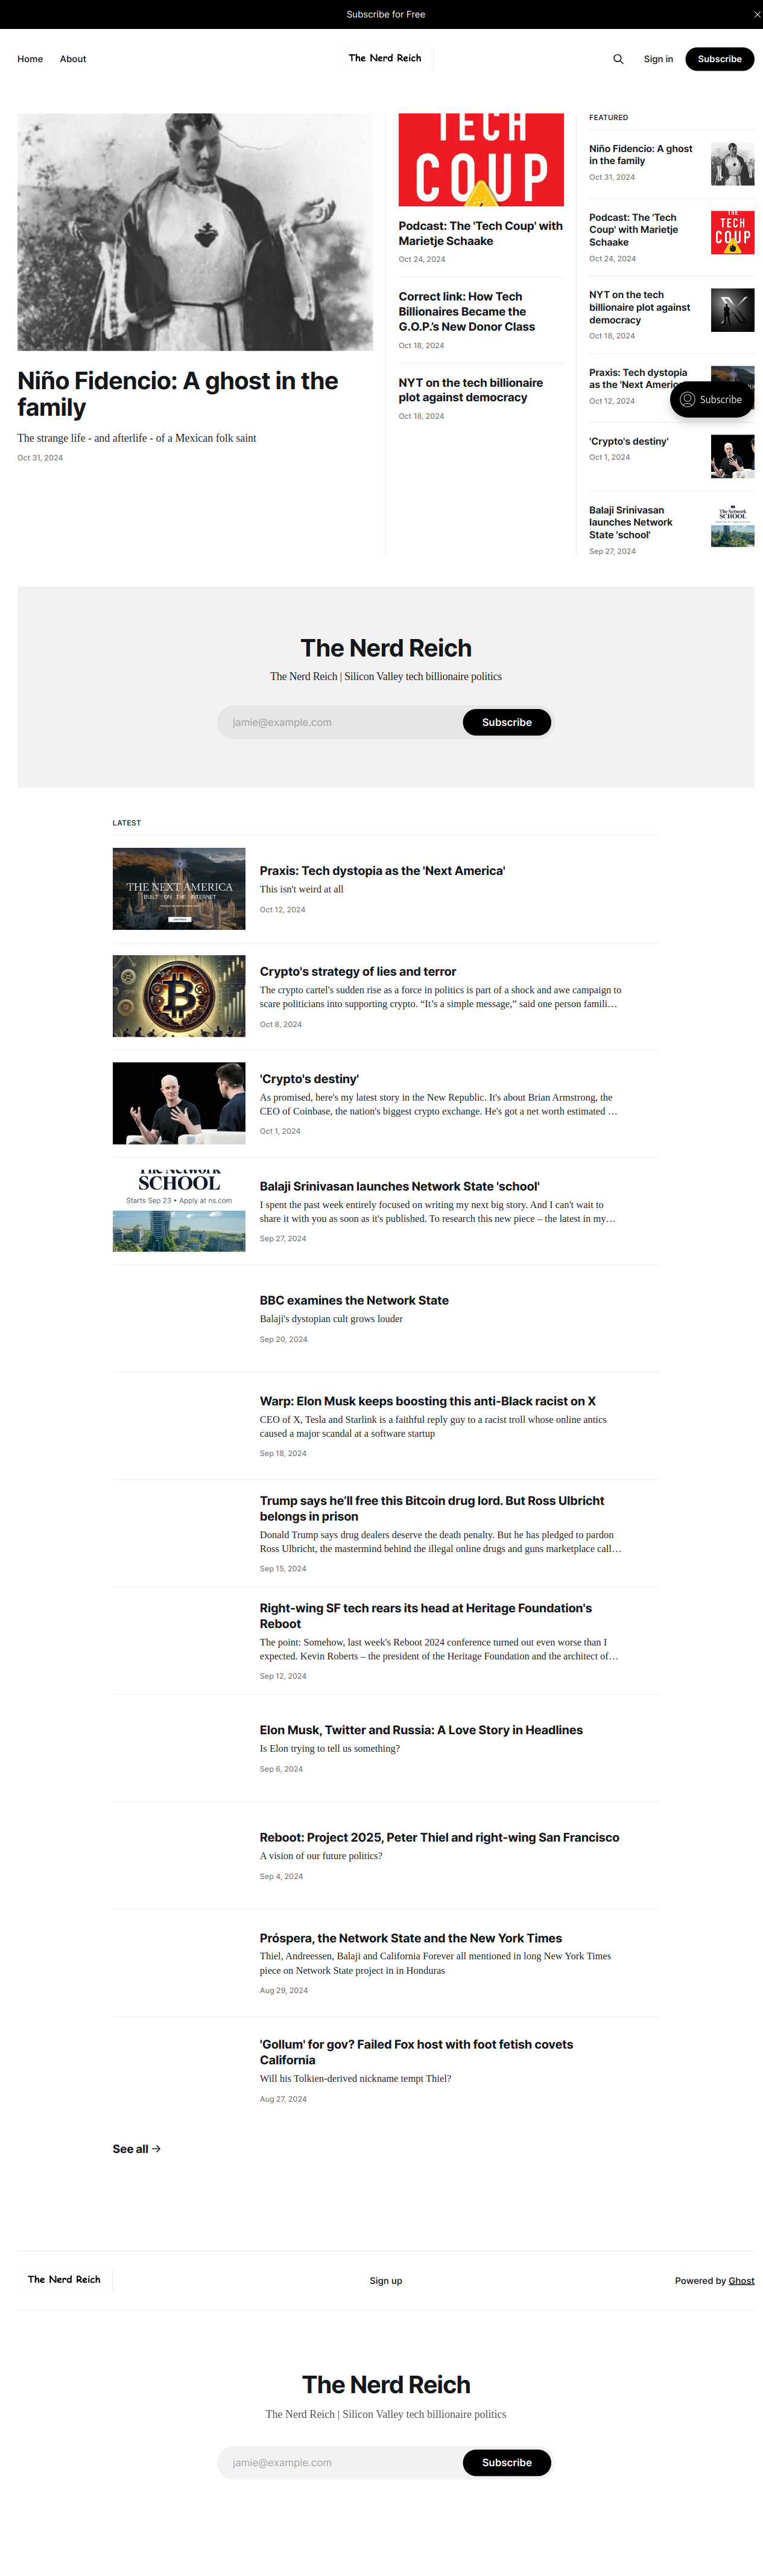 Subscribe for Free
Home
About
The Nerd Reich
Sign in
Subscribe
Niño Fidencio: A ghost in the
family
The strange life - and afterlife - of a Mexican folk saint
Oct 31, 2024
TECH
COUP
Podcast: The 'Tech Coup' with
Marietje Schaake
Oct 24, 2024
Correct link: How Tech
Billionaires Became the
G.O.P.'s New Donor Class
Oct 18, 2024
NYT on the tech billionaire
plot against democracy
Oct 18, 2024
FEATURED
Niño Fidencio: A ghost
in the family
Oct 31, 2024
Podcast: The 'Tech
Coup' with Marietje
Schaake
Oct 24, 2024
THE
TECH
COUP
NYT on the tech
billionaire plot against
democracy
Oct 18, 2024
Praxis: Tech dystopia
as the 'Next America'
Oct 12, 2024
Subscribe
'Crypto's destiny'
Oct 1, 2024
Balaji Srinivasan
launches Network
State 'school'
Sep 27, 2024
The Network
SCHOOL
The Nerd Reich
The Nerd Reich | Silicon Valley tech billionaire politics
jamie@example.com
Subscribe
LATEST
THE NEXT AMERICA
BUILT ON THE INTERNET
Praxis: Tech dystopia as the 'Next America'
This isn't weird at all
Oct 12, 2024
Crypto's strategy of lies and terror
The crypto cartel's sudden rise as a force in politics is part of a shock and awe campaign to
scare politicians into supporting crypto. “It’s a simple message,” said one person famili…
Oct 8, 2024
'Crypto's destiny'
As promised, here's my latest story in the New Republic. It's about Brian Armstrong, the
CEO of Coinbase, the nation's biggest crypto exchange. He's got a net worth estimated …
Oct 1, 2024
The Network
SCHOOL
Starts Sep 23 • Apply at ns.com
Balaji Srinivasan launches Network State 'school'
I spent the past week entirely focused on writing my next big story. And I can't wait to
share it with you as soon as it's published. To research this new piece – the latest in my…
Sep 27, 2024
BBC examines the Network State
Balaji's dystopian cult grows louder
Sep 20, 2024
Warp: Elon Musk keeps boosting this anti-Black racist on X
CEO of X, Tesla and Starlink is a faithful reply guy to a racist troll whose online antics
caused a major scandal at a software startup
Sep 18, 2024
Trump says he’ll free this Bitcoin drug lord. But Ross Ulbricht
belongs in prison
Donald Trump says drug dealers deserve the death penalty. But he has pledged to pardon
Ross Ulbricht, the mastermind behind the illegal online drugs and guns marketplace call…
Sep 15, 2024
Right-wing SF tech rears its head at Heritage Foundation's
Reboot
The point: Somehow, last week's Reboot 2024 conference turned out even worse than I
expected. Kevin Roberts – the president of the Heritage Foundation and the architect of…
Sep 12, 2024
Elon Musk, Twitter and Russia: A Love Story in Headlines
Is Elon trying to tell us something?
Sep 6, 2024
Reboot: Project 2025, Peter Thiel and right-wing San Francisco
A vision of our future politics?
Sep 4, 2024
Próspera, the Network State and the New York Times
Thiel, Andreessen, Balaji and California Forever all mentioned in long New York Times
piece on Network State project in in Honduras
Aug 29, 2024
'Gollum' for gov? Failed Fox host with foot fetish covets
California
Will his Tolkien-derived nickname tempt Thiel?
Aug 27, 2024
See all
The Nerd Reich
Sign up
Powered by Ghost
The Nerd Reich
The Nerd Reich | Silicon Valley tech billionaire politics
jamie@example.com
Subscribe